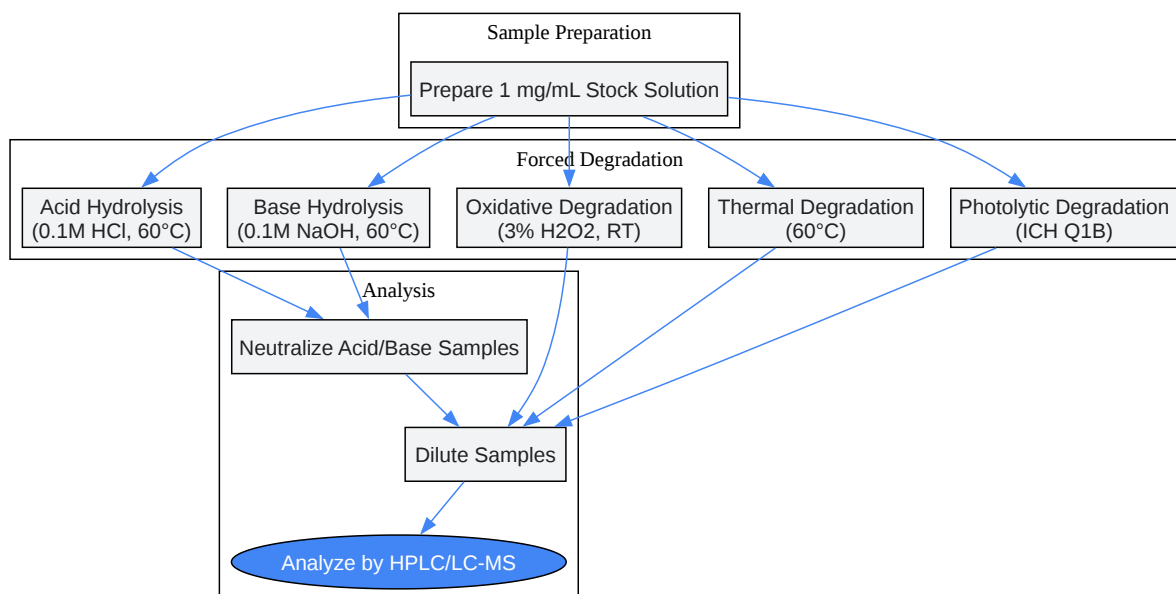 Sample Preparation
Prepare 1 mg/mL Stock Solution
Forced Degradation
Acid Hydrolysis
(0.1M HCl, 60°C)
Base Hydrolysis
(0.1M NaOH, 60°C)
Oxidative Degradation
(3% H2O2, RT)
Thermal Degradation
(60°C)
Photolytic Degradation
(ICH Q1B)
Analysis
Neutralize Acid/Base Samples
Dilute Samples
Analyze by HPLC/LC-MS